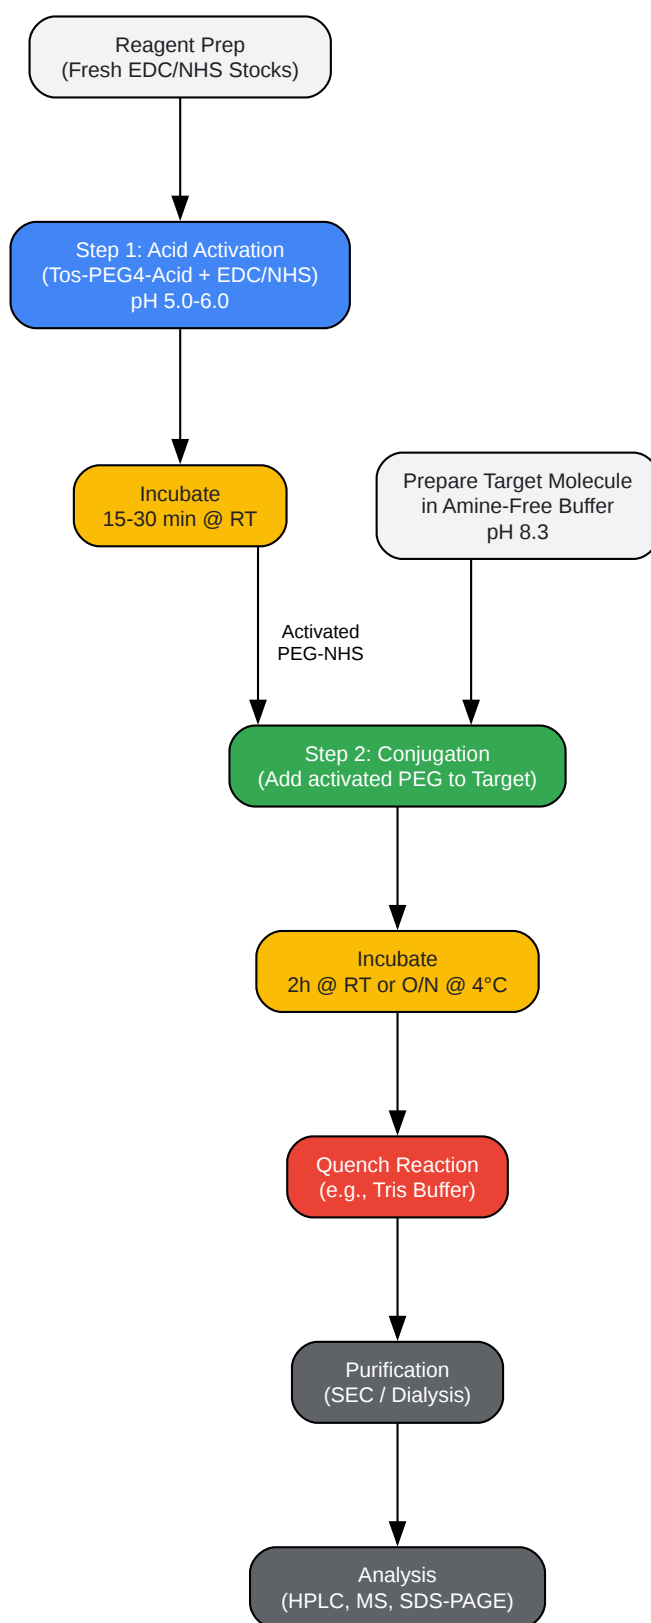 Reagent Prep
(Fresh EDC/NHS Stocks)
Step 1: Acid Activation
(Tos-PEG4-Acid + EDC/NHS)
pH 5.0-6.0
Incubate
15-30 min @ RT
Prepare Target Molecule
in Amine-Free Buffer
pH 8.3
Activated
PEG-NHS
Step 2: Conjugation
(Add activated PEG to Target)
Incubate
2h @ RT or O/N @ 4°C
Quench Reaction
(e.g., Tris Buffer)
Purification
(SEC / Dialysis)
Analysis
(HPLC, MS, SDS-PAGE)